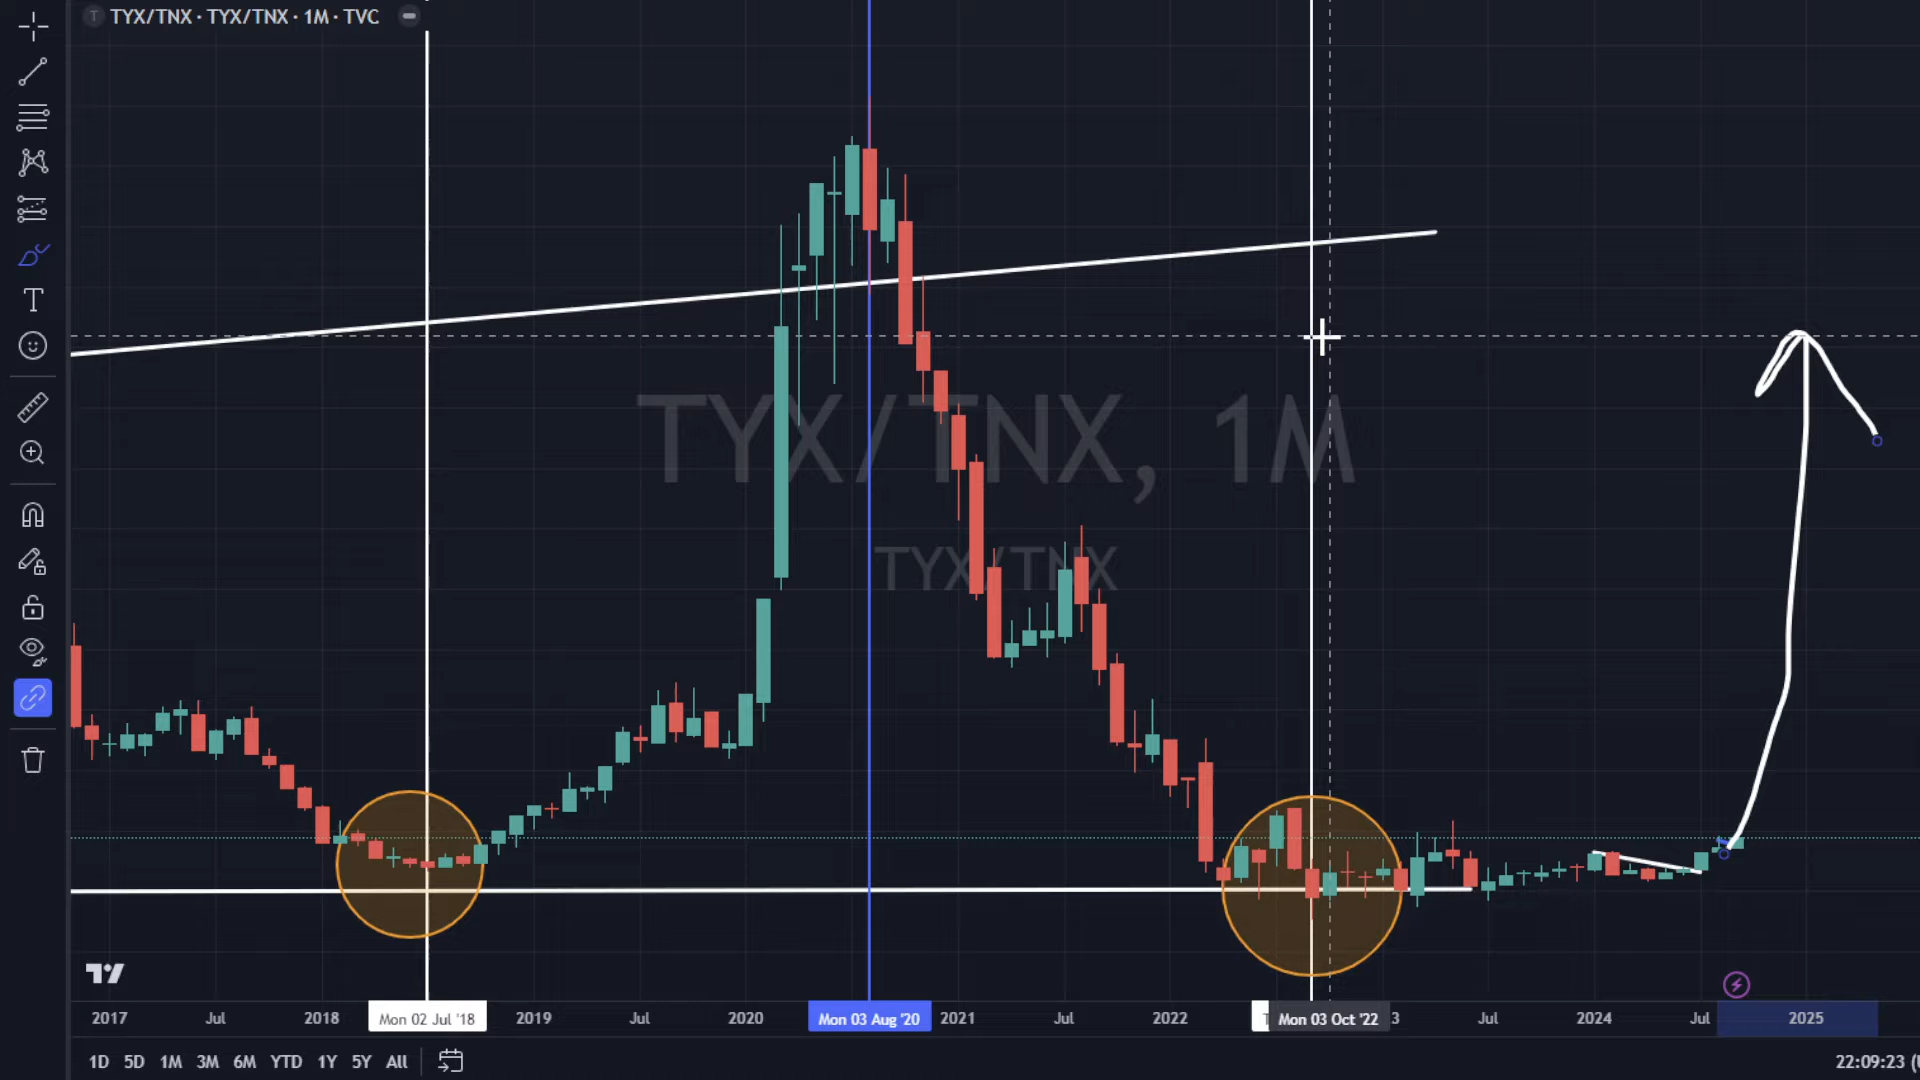 TYX/TNX · TYX/TNX · 1M · TVC
TYX/TNX, 1M
TYX/TNX
2017 Jul 2018 Mon 02 Jul '18 2019 Jul 2020 Mon 03 Aug '20 2021 Jul 2022 Mon 03 Oct '22 3 Jul 2024 Jul 2025
1D 5D 1M 3M 6M YTD 1Y 5Y All 22:09:23 (